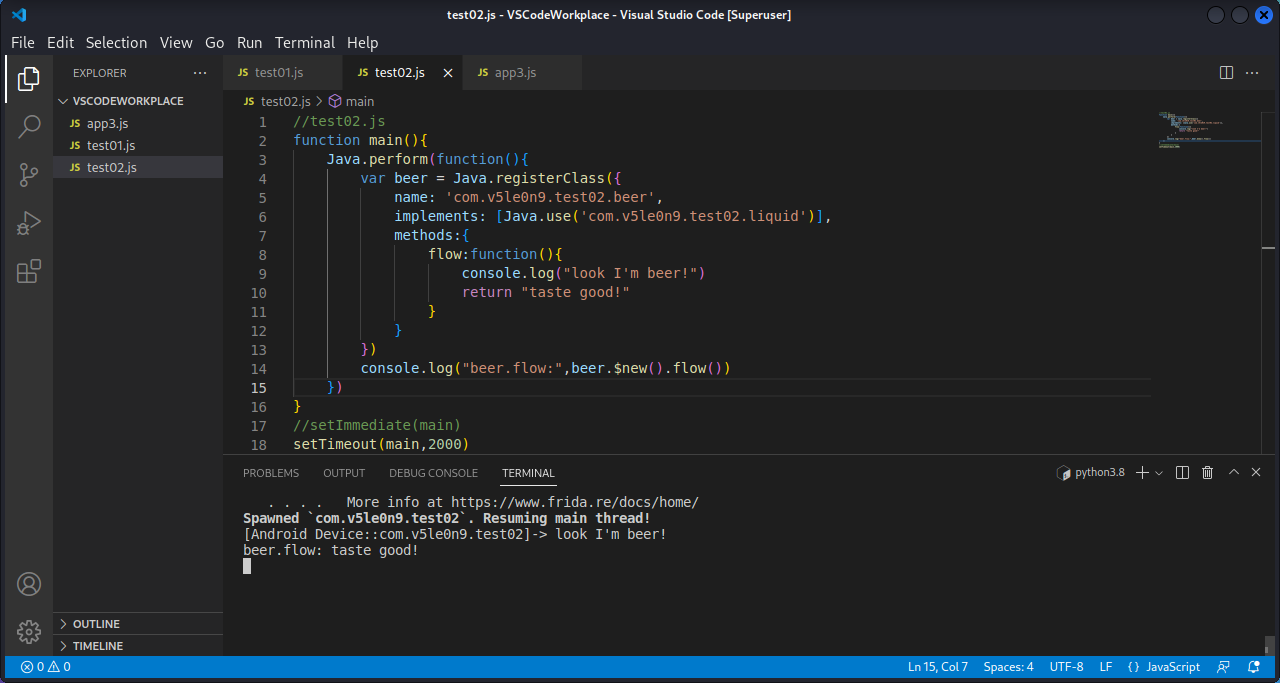 test02.js - VSCodeWorkplace - Visual Studio Code [Superuser]
File Edit Selection View Go Run Terminal Help
EXPLORER
VSCODEWORKPLACE
JS app3.js
JS test01.js
JS test02.js
OUTLINE
TIMELINE
JS test01.js JS test02.js JS app3.js
JS test02.js > main
1 //test02.js
2 function main(){
3     Java.perform(function(){
4         var beer = Java.registerClass({
5             name: 'com.v5le0n9.test02.beer',
6             implements: [Java.use('com.v5le0n9.test02.liquid')],
7             methods:{
8                 flow:function(){
9                     console.log("look I'm beer!")
10                     return "taste good!"
11                 }
12             }
13         })
14         console.log("beer.flow:",beer.$new().flow())
15     })
16 }
17 //setImmediate(main)
18 setTimeout(main,2000)
PROBLEMS OUTPUT DEBUG CONSOLE TERMINAL python3.8
. . . .   More info at https://www.frida.re/docs/home/
Spawned `com.v5le0n9.test02`. Resuming main thread!
[Android Device::com.v5le0n9.test02]-> look I'm beer!
beer.flow: taste good!
0 0 Ln 15, Col 7 Spaces: 4 UTF-8 LF {} JavaScript